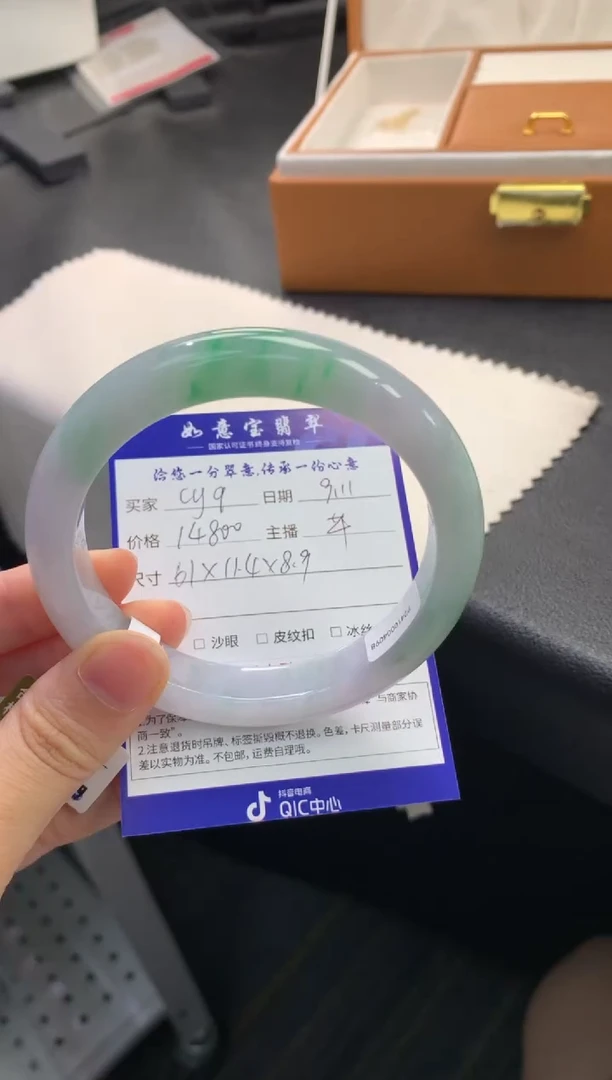 如意宝翡翠
国家认可证书终身支持复检
给您一分翠意,传承一份心意
买家 cyq 日期 9.11
价格 14800 主播
尺寸 61×11.4×8.9
□ 沙眼 □ 皮纹扣 □ 冰
与商家协
商一致”。
2.注意退货时吊牌、标签损毁概不退换。色差,卡尺测量部分误
差以实物为准。不包邮,运费自理哦。
抖音电商
QIC中心